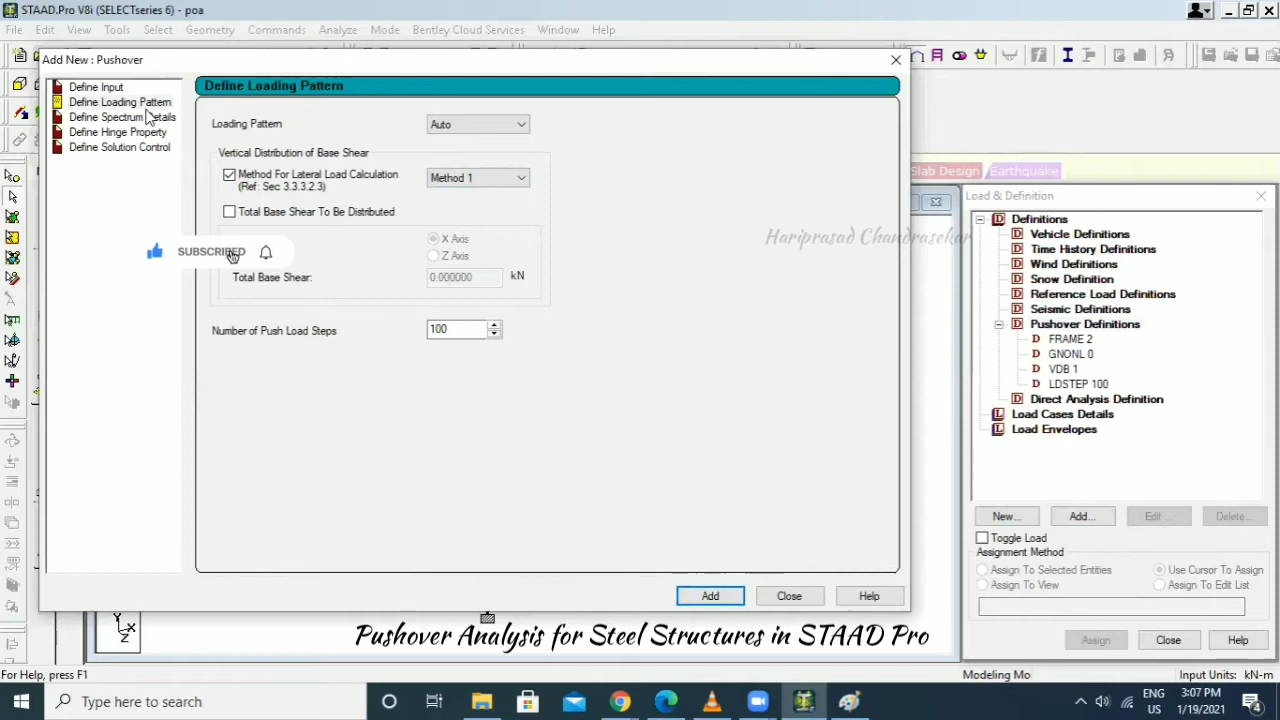 STAAD.Pro V8i (SELECTseries 6) - poa
File Edit View Tools Select Geometry Commands Analyze Mode Bentley Cloud Services Window Help
Add New : Pushover
Define Input
Define Loading Pattern
Define Spectrum Details
Define Hinge Property
Define Solution Control
Define Loading Pattern
Loading Pattern Auto
Vertical Distribution of Base Shear
Method For Lateral Load Calculation
(Ref: Sec 3.3.3.2.3)
Method 1
Total Base Shear To Be Distributed
X Axis
Z Axis
SUBSCRIBED
Total Base Shear: 0.000000 kN
Number of Push Load Steps 100
Add Close Help
Slab Design Earthquake
Hariprasad Chandrasekar
Load & Definition
Definitions
Vehicle Definitions
Time History Definitions
Wind Definitions
Snow Definition
Reference Load Definitions
Seismic Definitions
Pushover Definitions
FRAME 2
GNONL 0
VDB 1
LDSTEP 100
Direct Analysis Definition
Load Cases Details
Load Envelopes
New... Add... Edit... Delete...
Toggle Load
Assignment Method
Assign To Selected Entities Use Cursor To Assign
Assign To View Assign To Edit List
Assign Close Help
Y
X
Z
Pushover Analysis for Steel Structures in STAAD Pro
For Help, press F1
Modeling Mo Input Units: kN-m
Type here to search
ENG
US
3:07 PM
1/19/2021
4